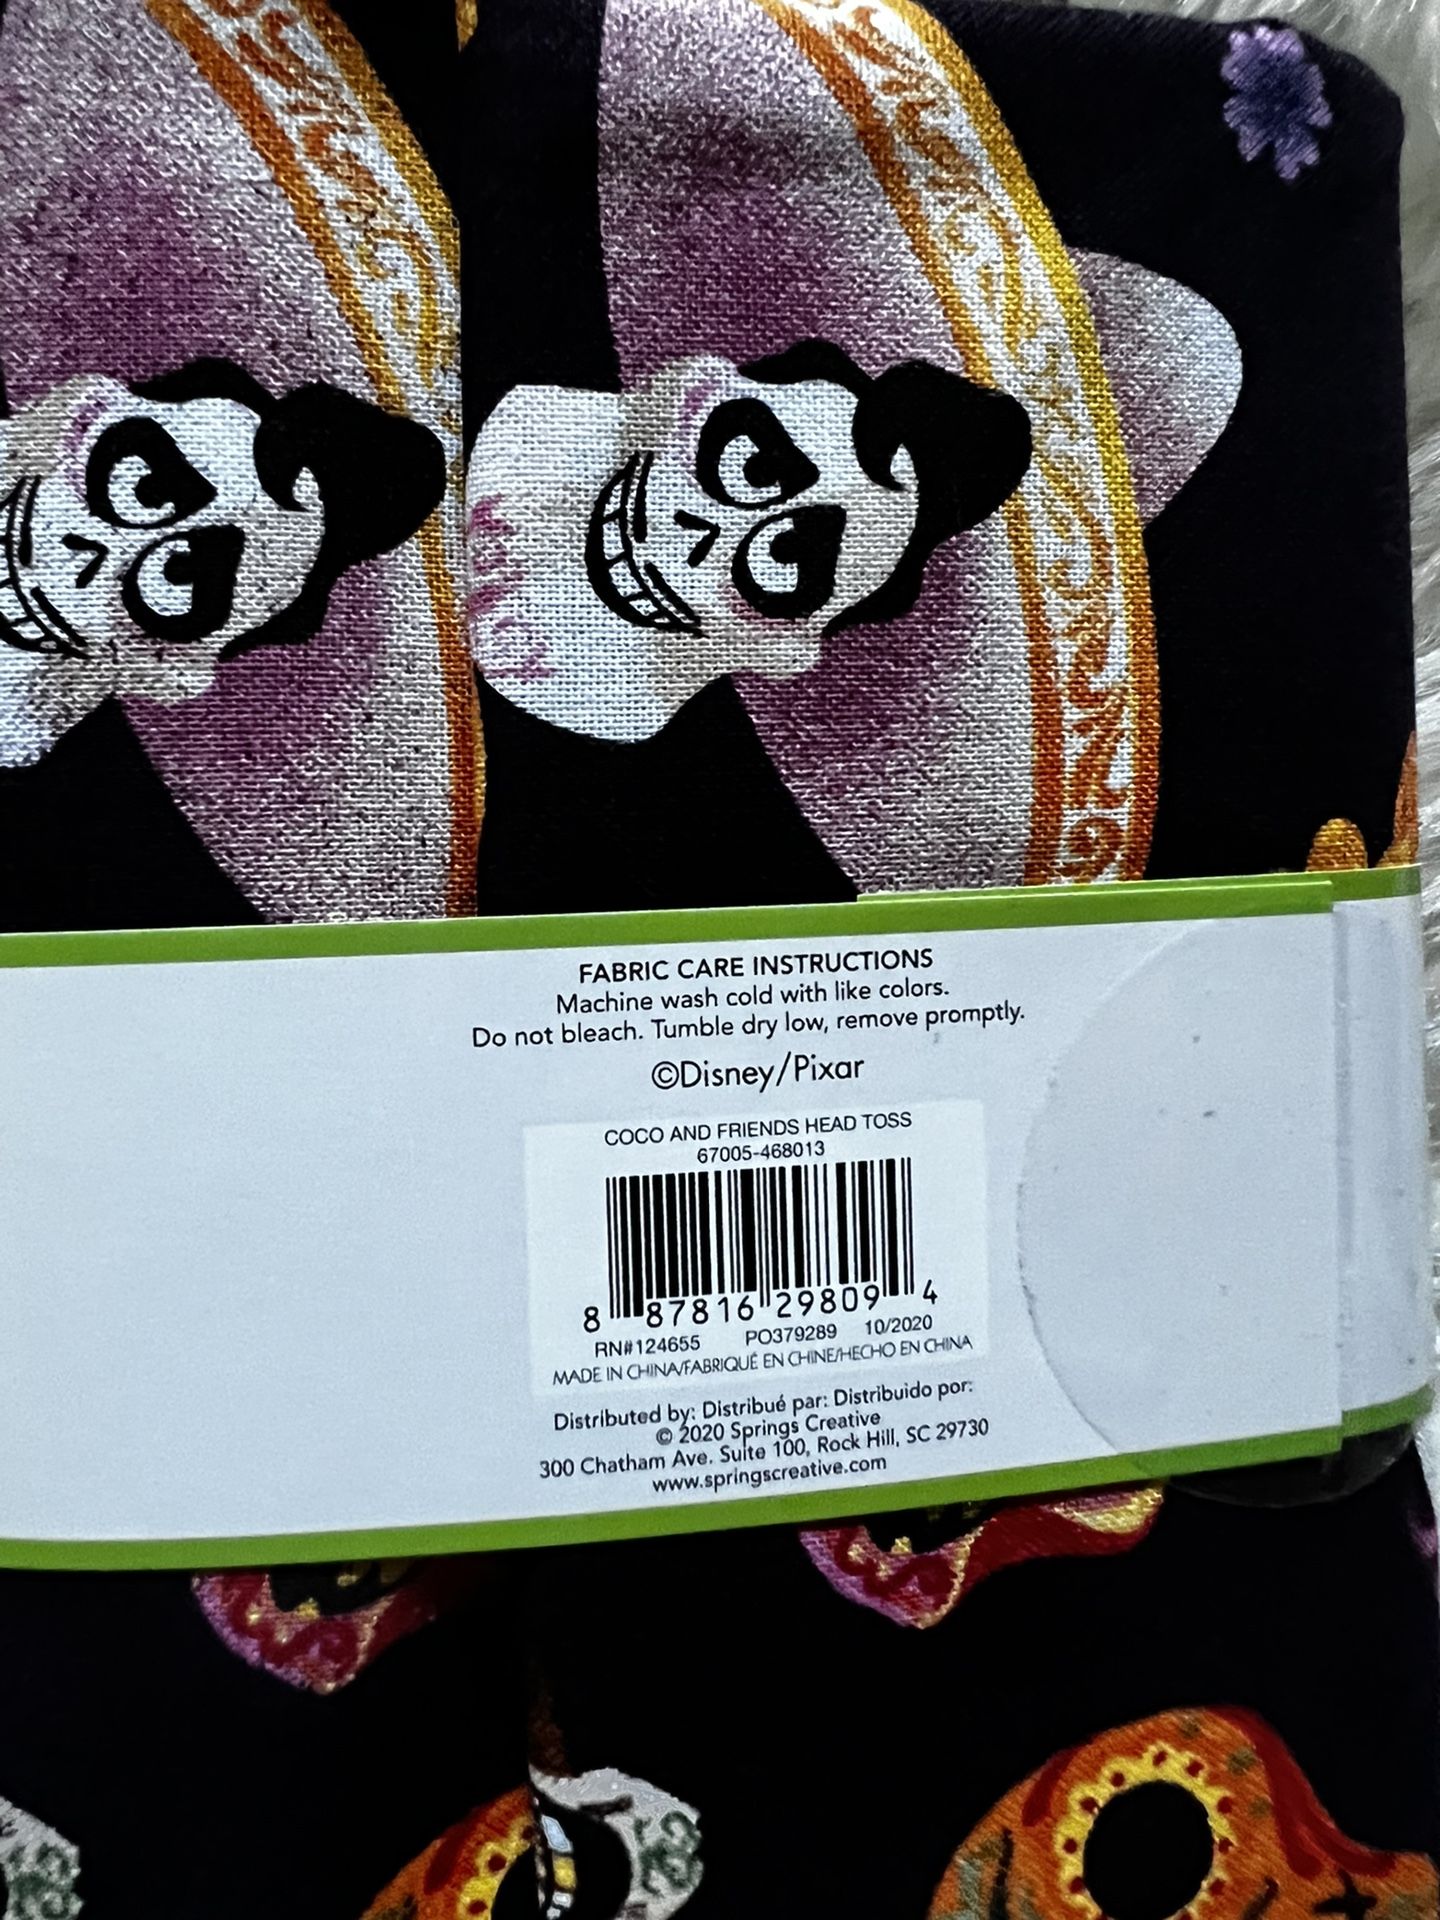 FABRIC CARE INSTRUCTIONS
Machine wash cold with like colors.
Do not bleach. Tumble dry low, remove promptly.
©Disney/Pixar
COCO AND FRIENDS HEAD TOSS
67005-468013
8 87816 29809 4
RN#124655 PO379289 10/2020
MADE IN CHINA/FABRIQUÉ EN CHINE/HECHO EN CHINA
Distributed by: Distribué par: Distribuido por:
© 2020 Springs Creative
300 Chatham Ave. Suite 100, Rock Hill, SC 29730
www.springscreative.com